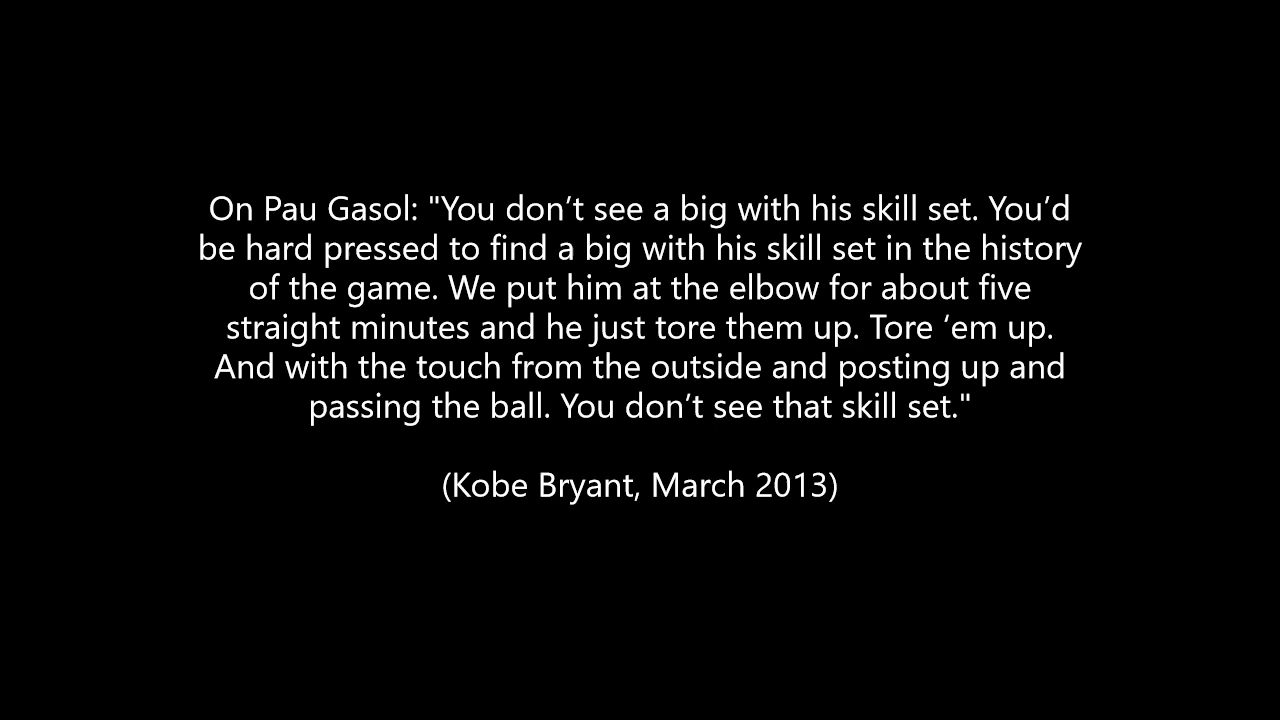 On Pau Gasol: "You don’t see a big with his skill set. You’d
be hard pressed to find a big with his skill set in the history
of the game. We put him at the elbow for about five
straight minutes and he just tore them up. Tore ‘em up.
And with the touch from the outside and posting up and
passing the ball. You don’t see that skill set."
(Kobe Bryant, March 2013)